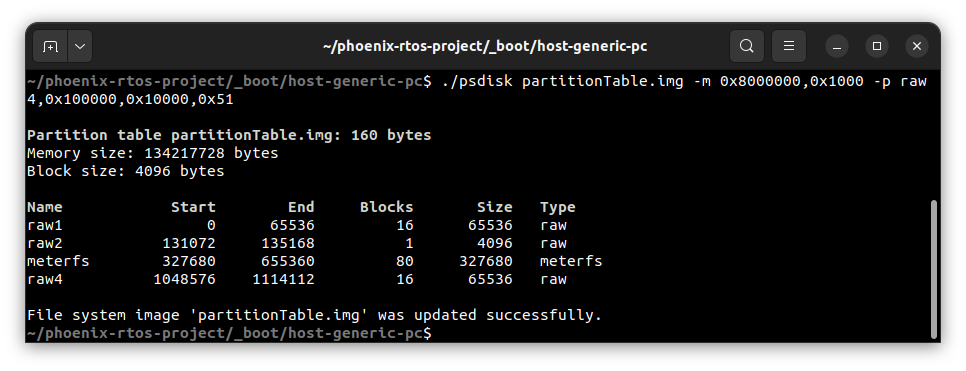 ~/phoenix-rtos-project/_boot/host-generic-pc
~/phoenix-rtos-project/_boot/host-generic-pc$ ./psdisk partitionTable.img -m 0x8000000,0x1000 -p raw
4,0x100000,0x10000,0x51
Partition table partitionTable.img: 160 bytes
Memory size: 134217728 bytes
Block size: 4096 bytes
Name Start End Blocks Size Type
raw1 0 65536 16 65536 raw
raw2 131072 135168 1 4096 raw
meterfs 327680 655360 80 327680 meterfs
raw4 1048576 1114112 16 65536 raw
File system image 'partitionTable.img' was updated successfully.
~/phoenix-rtos-project/_boot/host-generic-pc$